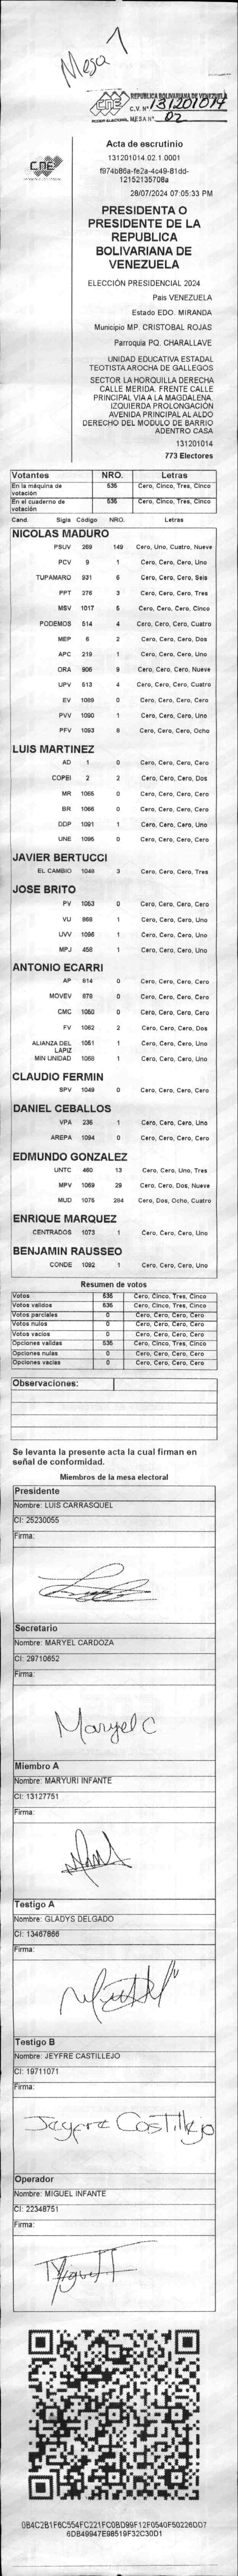 Mesa 1
REPÚBLICA BOLIVARIANA DE VENEZUELA
CNE
C.V. Nº 131201014
PODER ELECTORAL MESA Nº 02
Acta de escrutinio
CNE
131201014.02.1.0001
12152135708a
28/07/2024 07:05:33 PM
PRESIDENTA O
PRESIDENTE DE LA
REPUBLICA
BOLIVARIANA DE
VENEZUELA
ELECCIÓN PRESIDENCIAL 2024
Pais VENEZUELA
Estado EDO. MIRANDA
Municipio MP. CRISTOBAL ROJAS
Parroquia PQ. CHARALLAVE
UNIDAD EDUCATIVA ESTADAL
TEOTISTA AROCHA DE GALLEGOS
SECTOR LA HORQUILLA DERECHA
CALLE MERIDA. FRENTE CALLE
PRINCIPAL VIA A LA MAGDALENA.
IZQUIERDA PROLONGACIÓN
AVENIDA PRINCIPAL AL ALDO
DERECHO DEL MODULO DE BARRIO
ADENTRO CASA
131201014
773 Electores
Votantes NRO. Letras
En la máquina de votación 535 Cero, Cinco, Tres, Cinco
En el cuaderno de votación 535 Cero, Cinco, Tres, Cinco
Cand. Sigla Código NRO. Letras
NICOLAS MADURO
PSUV 269 149 Cero, Uno, Cuatro, Nueve
PCV 9 1 Cero, Cero, Cero, Uno
TUPAMARO 931 6 Cero, Cero, Cero, Seis
PPT 276 3 Cero, Cero, Cero, Tres
MSV 1017 5 Cero, Cero, Cero, Cinco
PODEMOS 514 4 Cero, Cero, Cero, Cuatro
MEP 6 2 Cero, Cero, Cero, Dos
APC 219 1 Cero, Cero, Cero, Uno
ORA 906 9 Cero, Cero, Cero, Nueve
UPV 513 4 Cero, Cero, Cero, Cuatro
EV 1089 0 Cero, Cero, Cero, Cero
PVV 1090 1 Cero, Cero, Cero, Uno
PFV 1093 8 Cero, Cero, Cero, Ocho
LUIS MARTINEZ
AD 1 0 Cero, Cero, Cero, Cero
COPEI 2 2 Cero, Cero, Cero, Dos
MR 1065 0 Cero, Cero, Cero, Cero
BR 1066 0 Cero, Cero, Cero, Cero
DDP 1091 1 Cero, Cero, Cero, Uno
UNE 1096 0 Cero, Cero, Cero, Cero
JAVIER BERTUCCI
EL CAMBIO 1048 3 Cero, Cero, Cero, Tres
JOSE BRITO
PV 1053 0 Cero, Cero, Cero, Cero
VU 868 1 Cero, Cero, Cero, Uno
UVV 1095 1 Cero, Cero, Cero, Uno
MPJ 458 1 Cero, Cero, Cero, Uno
ANTONIO ECARRI
AP 814 0 Cero, Cero, Cero, Cero
MOVEV 970 0 Cero, Cero, Cero, Cero
CMC 1050 0 Cero, Cero, Cero, Cero
FV 1062 2 Cero, Cero, Cero, Dos
ALIANZA DEL LAPIZ 1051 1 Cero, Cero, Cero, Uno
MIN UNIDAD 1068 1 Cero, Cero, Cero, Uno
CLAUDIO FERMIN
SPV 1049 0 Cero, Cero, Cero, Cero
DANIEL CEBALLOS
VPA 236 1 Cero, Cero, Cero, Uno
AREPA 1094 0 Cero, Cero, Cero, Cero
EDMUNDO GONZALEZ
UNTC 460 13 Cero, Cero, Uno, Tres
MPV 1069 29 Cero, Cero, Dos, Nueve
MUD 1075 284 Cero, Dos, Ocho, Cuatro
ENRIQUE MARQUEZ
CENTRADOS 1073 1 Cero, Cero, Cero, Uno
BENJAMIN RAUSSEO
CONDE 1092 1 Cero, Cero, Cero, Uno
Resumen de votos
Votos 535 Cero, Cinco, Tres, Cinco
Votos validos 535 Cero, Cinco, Tres, Cinco
Votos parciales 0 Cero, Cero, Cero, Cero
Votos nulos 0 Cero, Cero, Cero, Cero
Votos vacios 0 Cero, Cero, Cero, Cero
Opciones validas 535 Cero, Cinco, Tres, Cinco
Opciones nulas 0 Cero, Cero, Cero, Cero
Opciones vacias 0 Cero, Cero, Cero, Cero
Observaciones:
Se levanta la presente acta la cual firman en
señal de conformidad.
Miembros de la mesa electoral
Presidente
Nombre: LUIS CARRASQUEL
CI: 25230055
Firma:
Secretario
Nombre: MARYEL CARDOZA
CI: 29710652
Firma:
Maryel C
Miembro A
Nombre: MARYURI INFANTE
CI: 13127751
Firma:
Testigo A
Nombre: GLADYS DELGADO
CI: 13467866
Firma:
Testigo B
Nombre: JEYFRE CASTILLEJO
CI: 19711071
Firma:
Jeyfre Castillejo
Operador
Nombre: MIGUEL INFANTE
CI: 22348751
Firma: